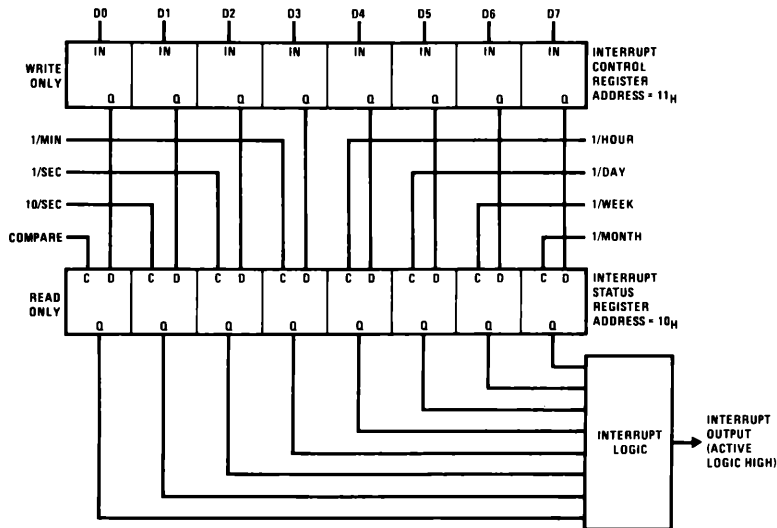 D0 D1 D2 D3 D4 D5 D6 D7
IN IN IN IN IN IN IN IN
WRITE
ONLY
INTERRUPT
CONTROL
REGISTER
ADDRESS = 11H
Q Q Q Q Q Q Q Q
1/MIN
1/HOUR
1/SEC
1/DAY
10/SEC
1/WEEK
COMPARE
1/MONTH
C D C D C D C D C D C D C D C D
READ
ONLY
INTERRUPT
STATUS
REGISTER
ADDRESS = 10H
Q Q Q Q Q Q Q Q
INTERRUPT
LOGIC
INTERRUPT
OUTPUT
(ACTIVE
LOGIC HIGH)